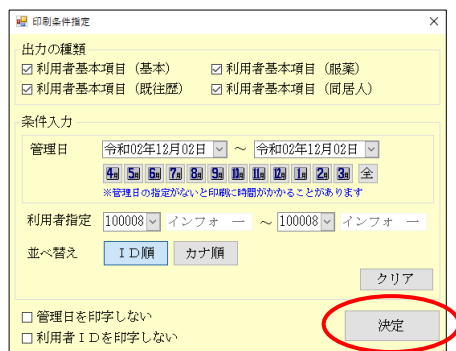 印刷条件指定
出力の種類
利用者基本項目（基本） 利用者基本項目（服薬）
利用者基本項目（既往歴） 利用者基本項目（同居人）
条件入力
管理日 令和02年12月02日 ～ 令和02年12月02日
4月 5月 6月 7月 8月 9月 10月 11月 12月 1月 2月 3月 全
※管理日の指定がないと印刷に時間がかかることがあります
利用者指定 100008 インフォ 一 ～ 100008 インフォ 一
並べ替え ＩＤ順 カナ順
クリア
管理日を印字しない
利用者ＩＤを印字しない
決定